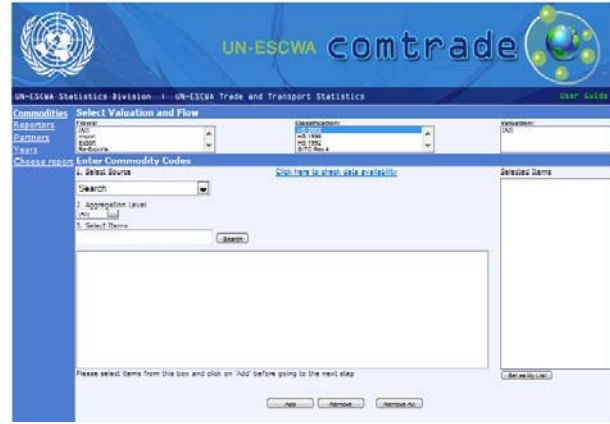 UN-ESCWA comtrade
UN-ESCWA Statistics Division | UN-ESCWA Trade and Transport Statistics User Guide
Commodities
Reporters
Partners
Years
Choose report
Select Valuation and Flow
Flows:
(All)
Import
Export
Re-Exports
Classification:
HS 2002
HS 1996
HS 1992
SITC Rev.4
Valuation:
(All)
Enter Commodity Codes
1. Select Source
Click here to check data availability
Selected Items
Search
2. Aggregation Level
(All)
3. Select Items
Search
Please select items from this box and click on 'Add' before going to the next step
Set as My List
Add Remove Remove All